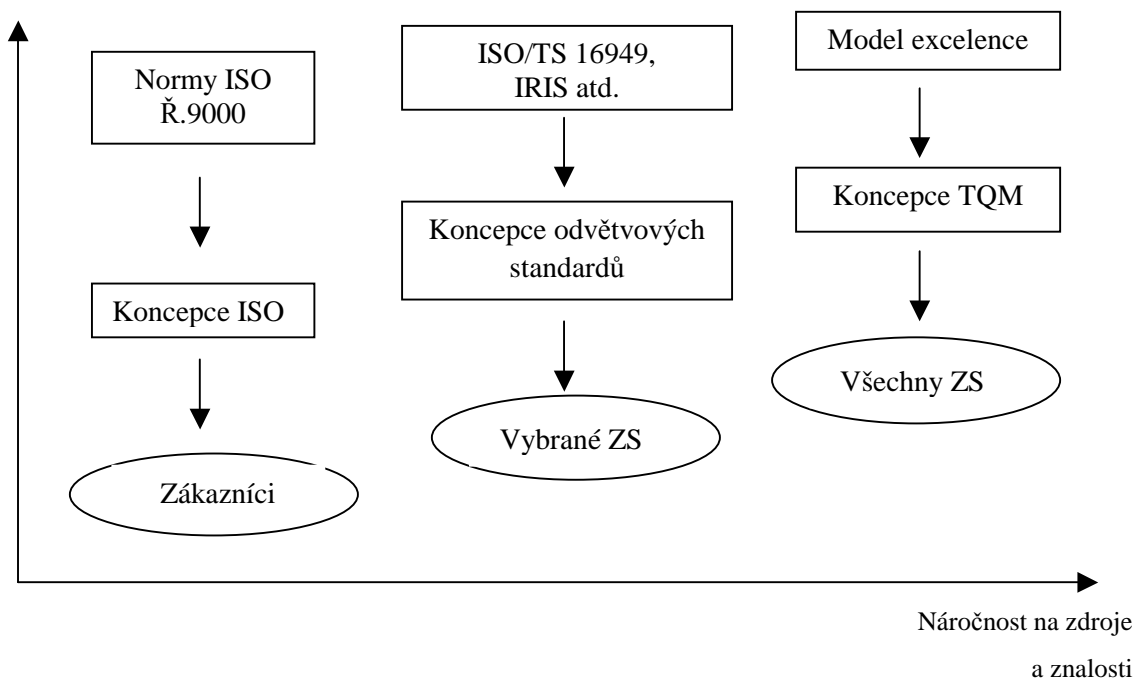 Normy ISO
Ř.9000
Koncepce ISO
Zákazníci
ISO/TS 16949,
IRIS atd.
Koncepce odvětvových
standardů
Vybrané ZS
Model excelence
Koncepce TQM
Všechny ZS
Náročnost na zdroje
a znalosti